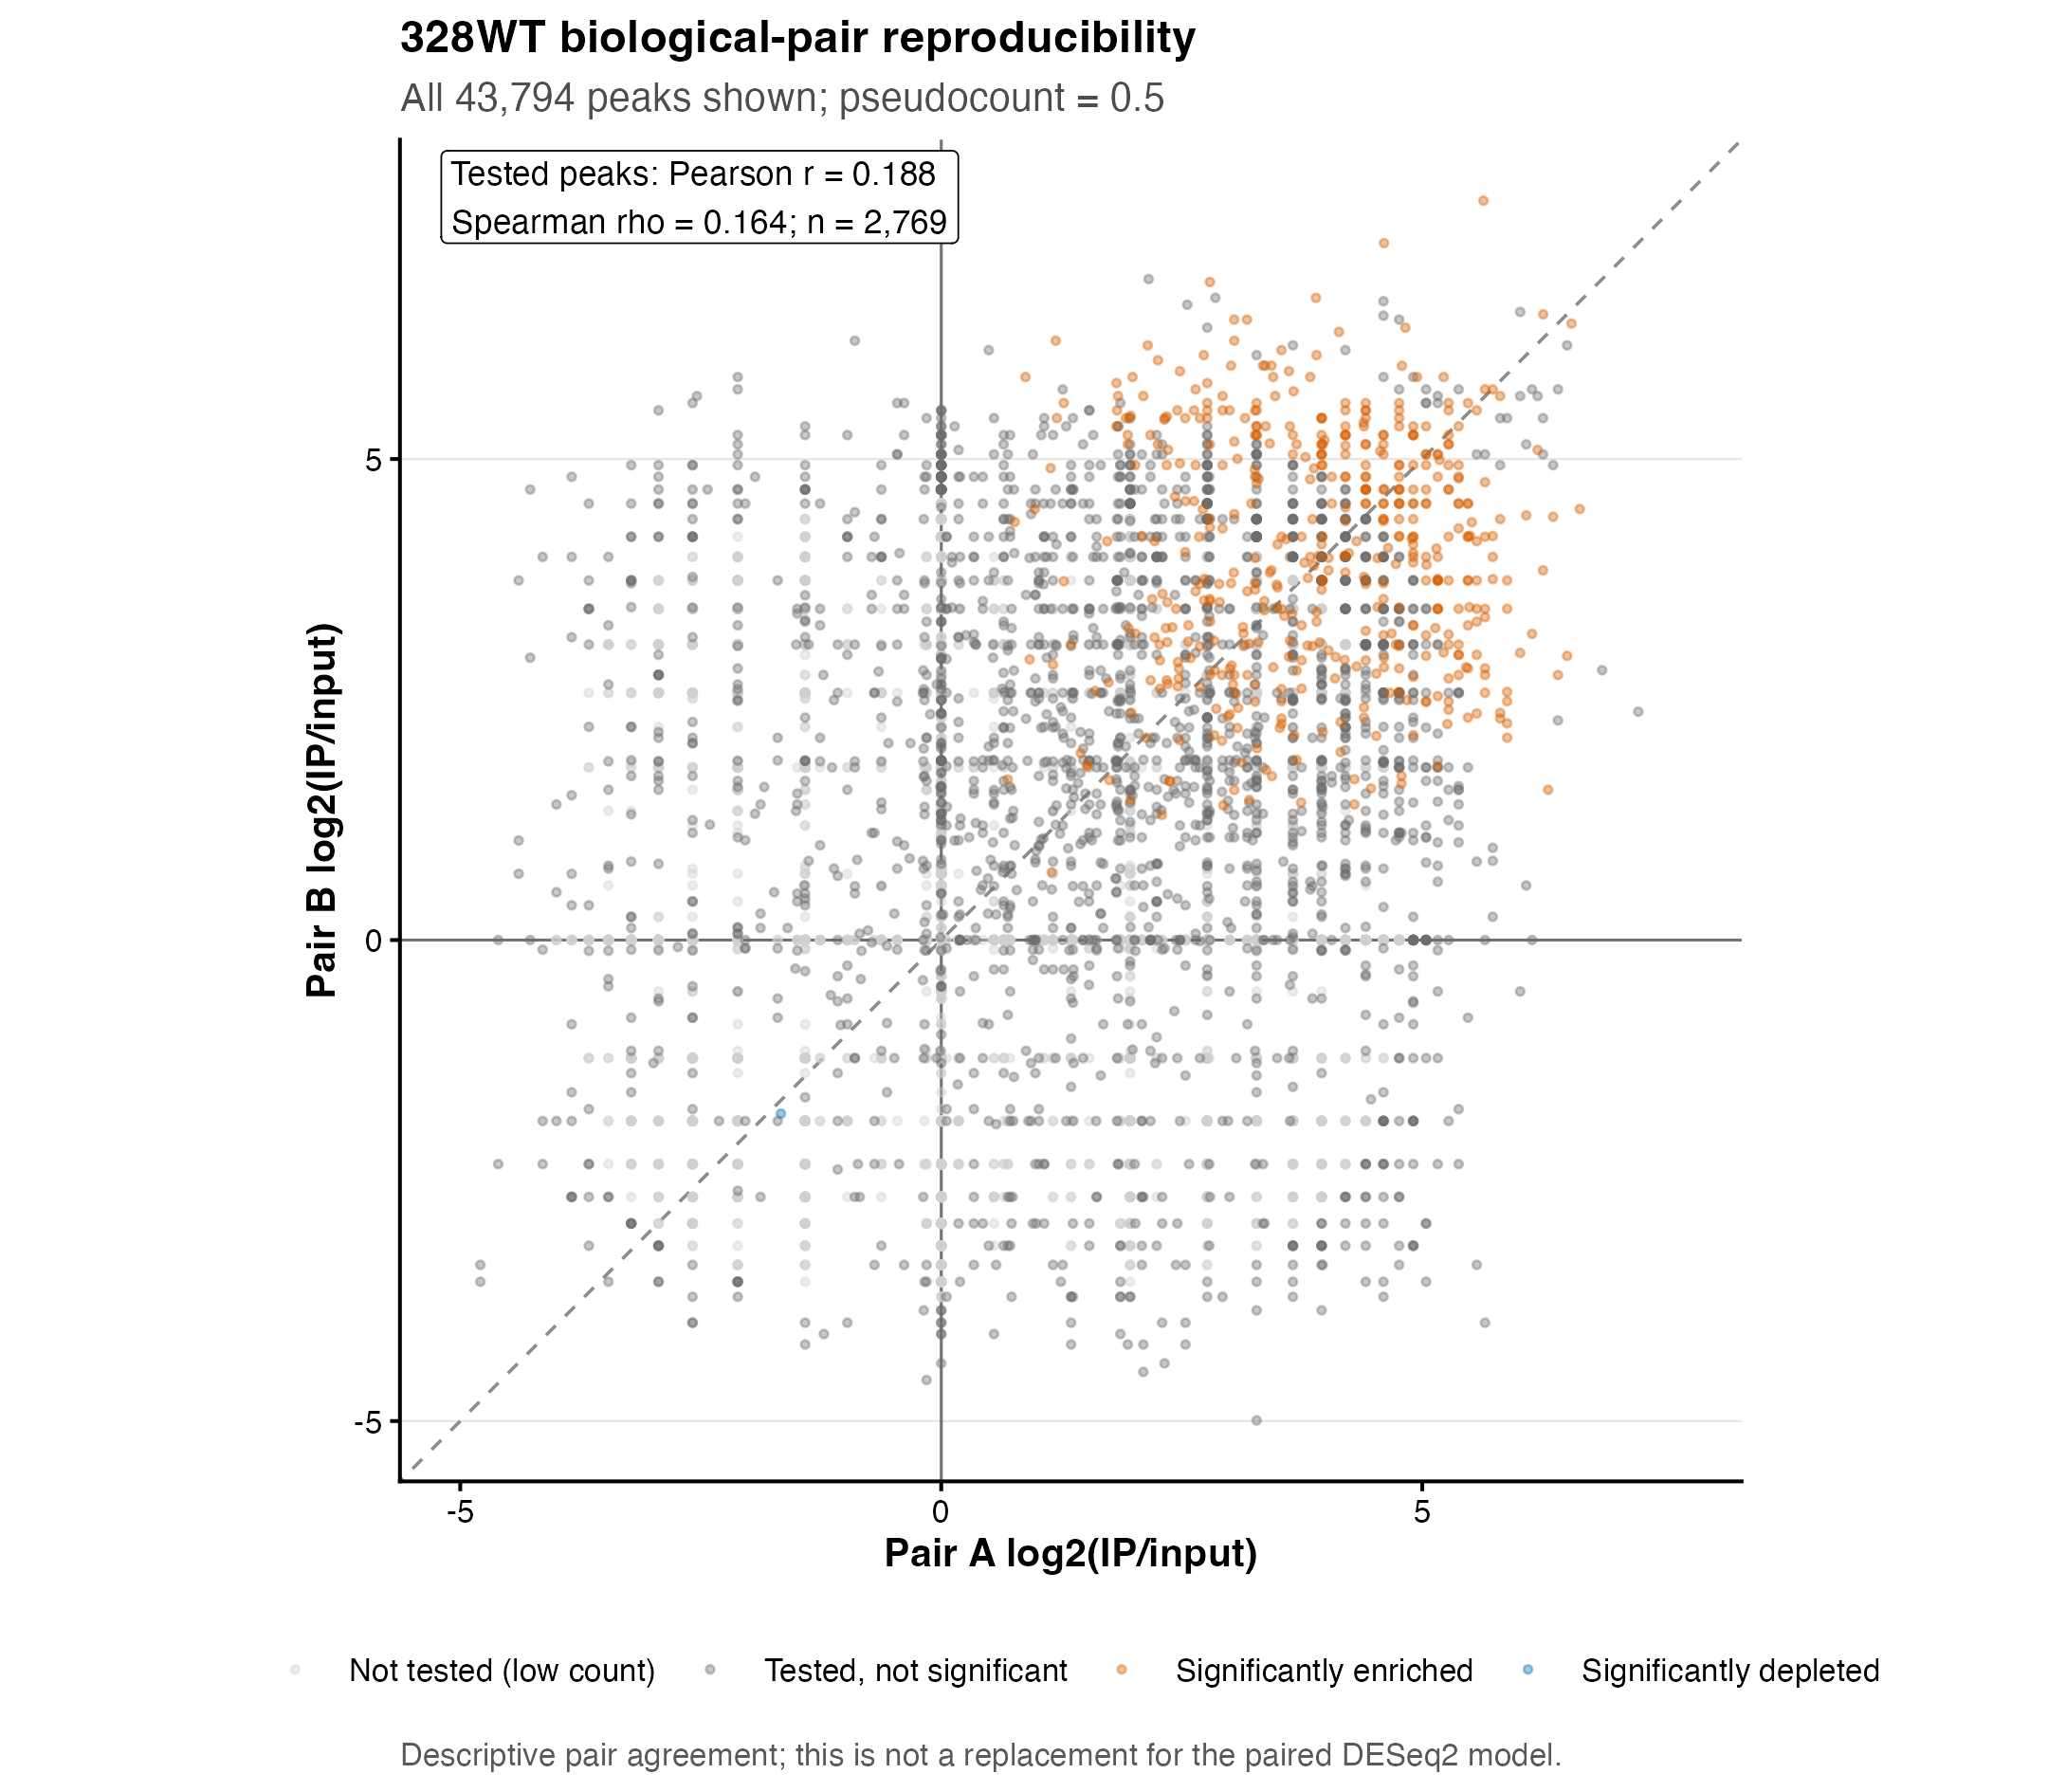 328WT biological-pair reproducibility
All 43,794 peaks shown; pseudocount = 0.5
Tested peaks: Pearson r = 0.188
Spearman rho = 0.164; n = 2,769
Pair B log2(IP/input)
5
0
-5
-5
0
5
Pair A log2(IP/input)
Not tested (low count)
Tested, not significant
Significantly enriched
Significantly depleted
Descriptive pair agreement; this is not a replacement for the paired DESeq2 model.